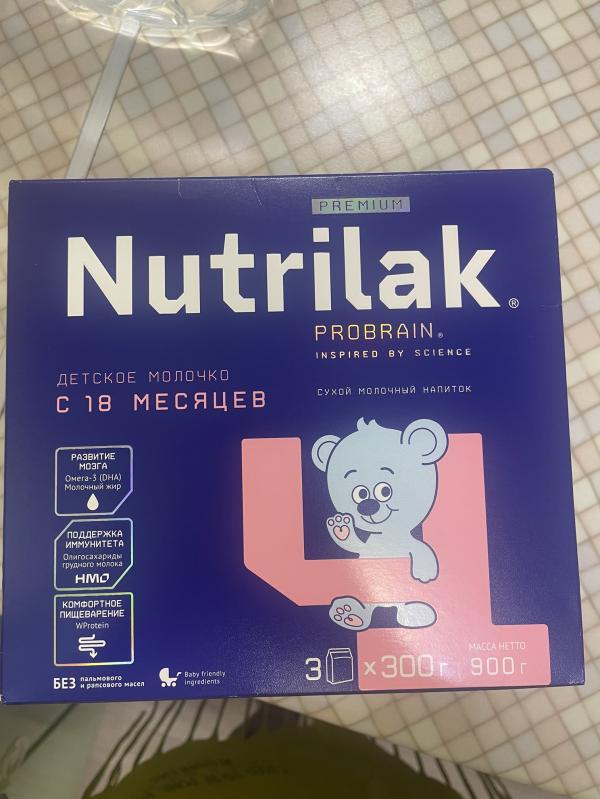 PREMIUM
Nutrilak®
PROBRAIN®
INSPIRED BY SCIENCE
ДЕТСКОЕ МОЛОЧКО
С 18 МЕСЯЦЕВ
СУХОЙ МОЛОЧНЫЙ НАПИТОК
4
РАЗВИТИЕ
МОЗГА
Омега-3 (DHA)
Молочный жир
ПОДДЕРЖКА
ИММУНИТЕТА
Олигосахариды
грудного молока
HMO
КОМФОРТНОЕ
ПИЩЕВАРЕНИЕ
WProtein
БЕЗ пальмового
и рапсового масел
Baby friendly
ingredients
3 х 300 г
МАССА НЕТТО
900 г